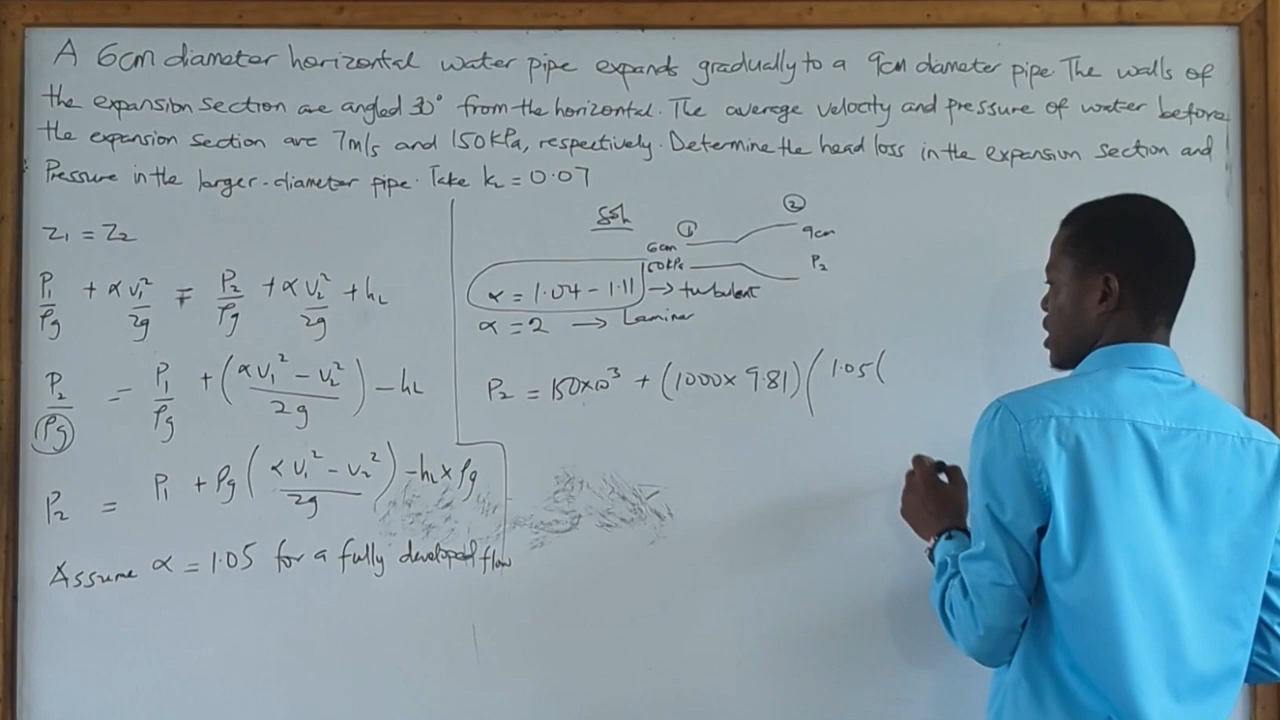 A 6cm diameter horizontal water pipe expands gradually to a 9cm diameter pipe. The walls of
the expansion section are angled 30° from the horizontal. The average velocity and pressure of water before
the expansion section are 7m/s and 150kPa, respectively. Determine the head loss in the expansion section and
Pressure in the larger-diameter pipe. Take kL = 0.07
Z₁ = Z₂
P₁/ρg + αv₁²/2g = P₂/ρg + αv₂²/2g + hL
P₂/ρg = P₁/ρg + (αv₁² - v₂²/2g) - hL
P₂ = P₁ + ρg(αv₁² - v₂²/2g) - hL × ρg
Assume α = 1.05 for a fully developed flow
Soln
① ②
6cm 9cm
150kPa P₂
α = 1.04 - 1.11 → turbulent
α = 2 → Laminar
P₂ = 150×10³ + (1000 × 9.81)(1.05(